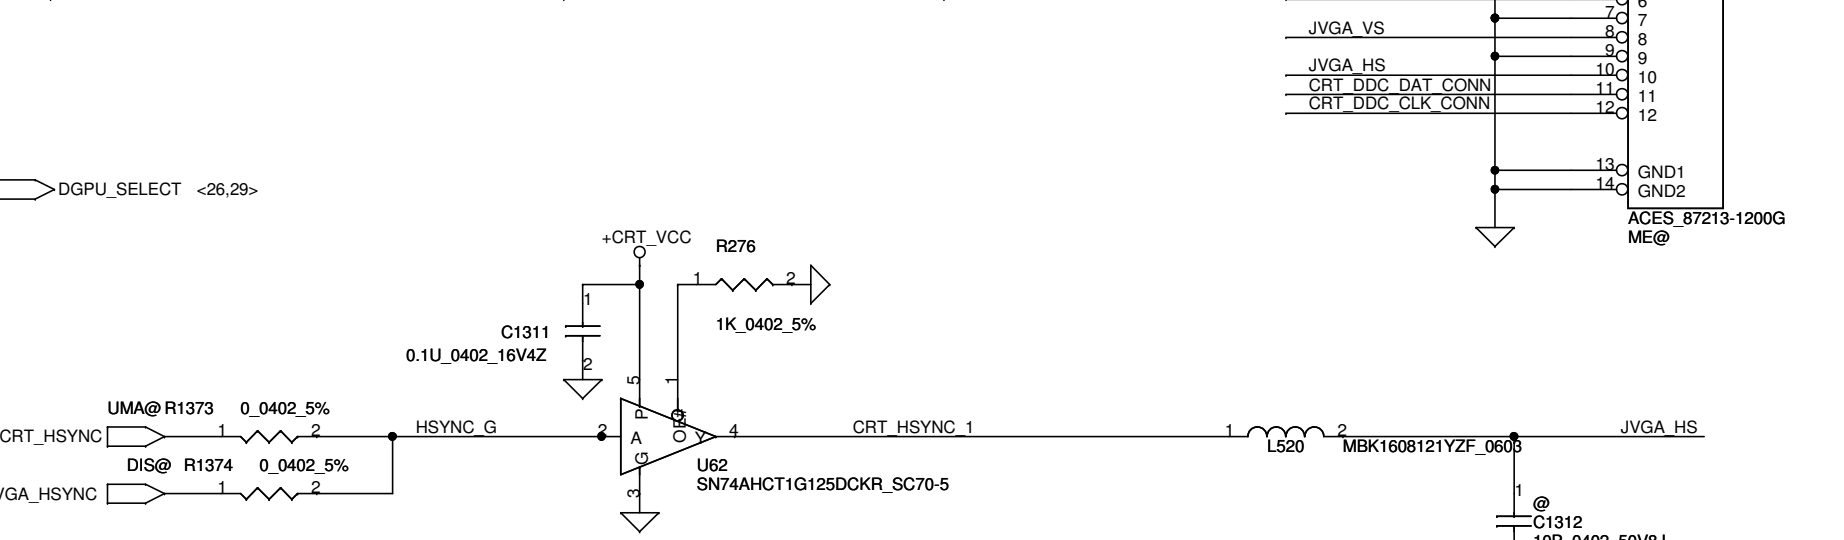 6
7 7
JVGA_VS 8 8
9 9
JVGA_HS 10 10
CRT_DDC_DAT_CONN 11 11
CRT_DDC_CLK_CONN 12 12
13 GND1
14 GND2
ACES_87213-1200G
ME@
DGPU_SELECT <26,29>
+CRT_VCC
R276
1 2
1K_0402_5%
1
C1311
0.1U_0402_16V4Z
2
5 1
UMA@ R1373 0_0402_5%
CRT_HSYNC 1 2
HSYNC_G
2 A P OE# Y G 4
CRT_HSYNC_1
1 2
L520 MBK1608121YZF_0603
JVGA_HS
DIS@ R1374 0_0402_5%
VGA_HSYNC 1 2
3
U62
SN74AHCT1G125DCKR_SC70-5
1
@
C1312